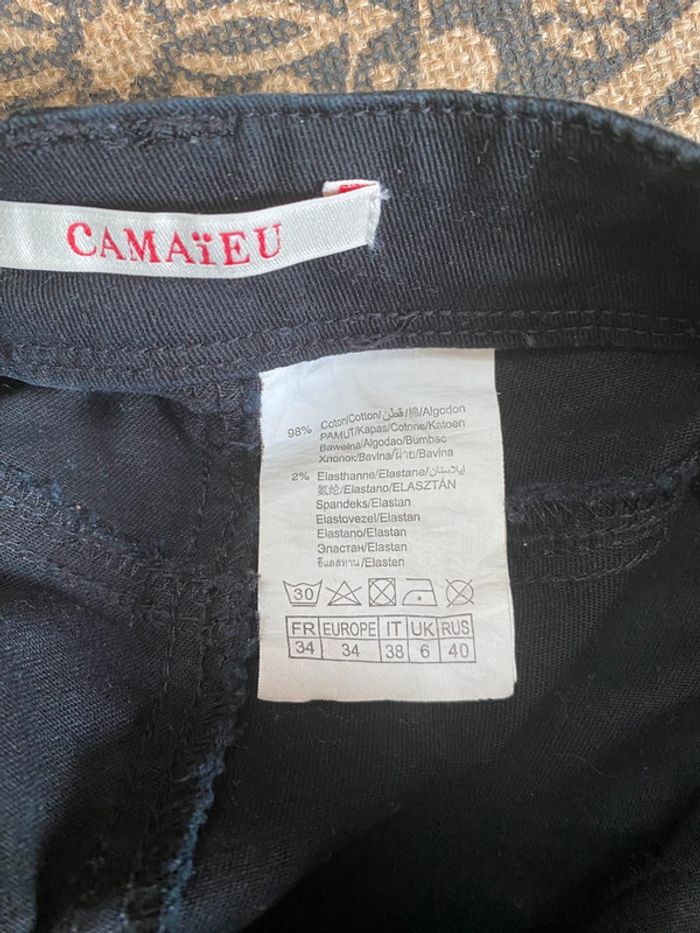 CAMAïEU
98% Coton/Cotton/قطن/棉/Algodon
PAMUT/Kapas/Cotone/Katoen
Bawełna/Algodao/Bumbac
Хлопок/Bavlna/ฝ้าย/Bavlna
2% Elasthanne/Elastane/إيلاستان/
氨纶/Elastano/ELASZTÁN
Spandeks/Elastan
Elastovezel/Elastan
Elastano/Elastan
Эластан/Elastan
อีแลสเทน/Elasten
30
FR EUROPE IT UK RUS
34 34 38 6 40